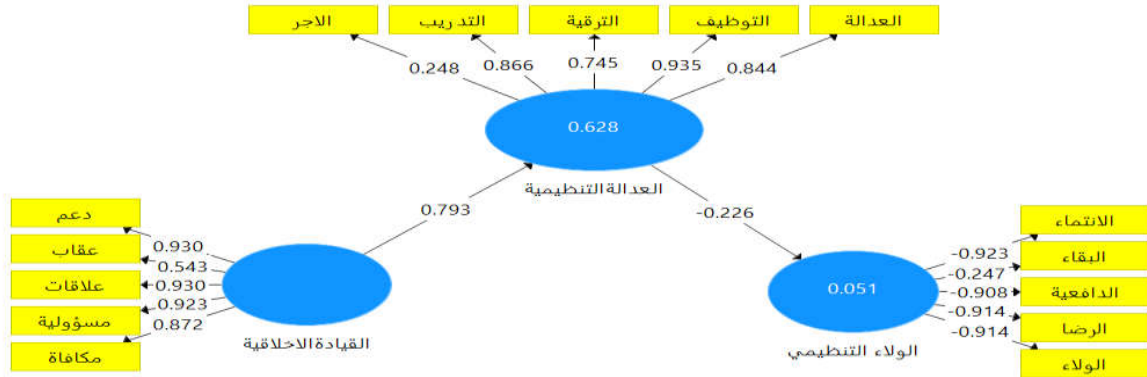 العدالة
التوظيف
الترقية
التدريب
الاجر
0.248
0.866
0.745
0.935
0.844
0.628
العدالة التنظيمية
0.793
-0.226
دعم
عقاب
علاقات
مسؤولية
مكافاة
0.930
0.543
0.930
0.923
0.872
القيادة الاخلاقية
0.051
الولاء التنظيمي
-0.923
-0.247
-0.908
-0.914
-0.914
الانتماء
البقاء
الدافعية
الرضا
الولاء